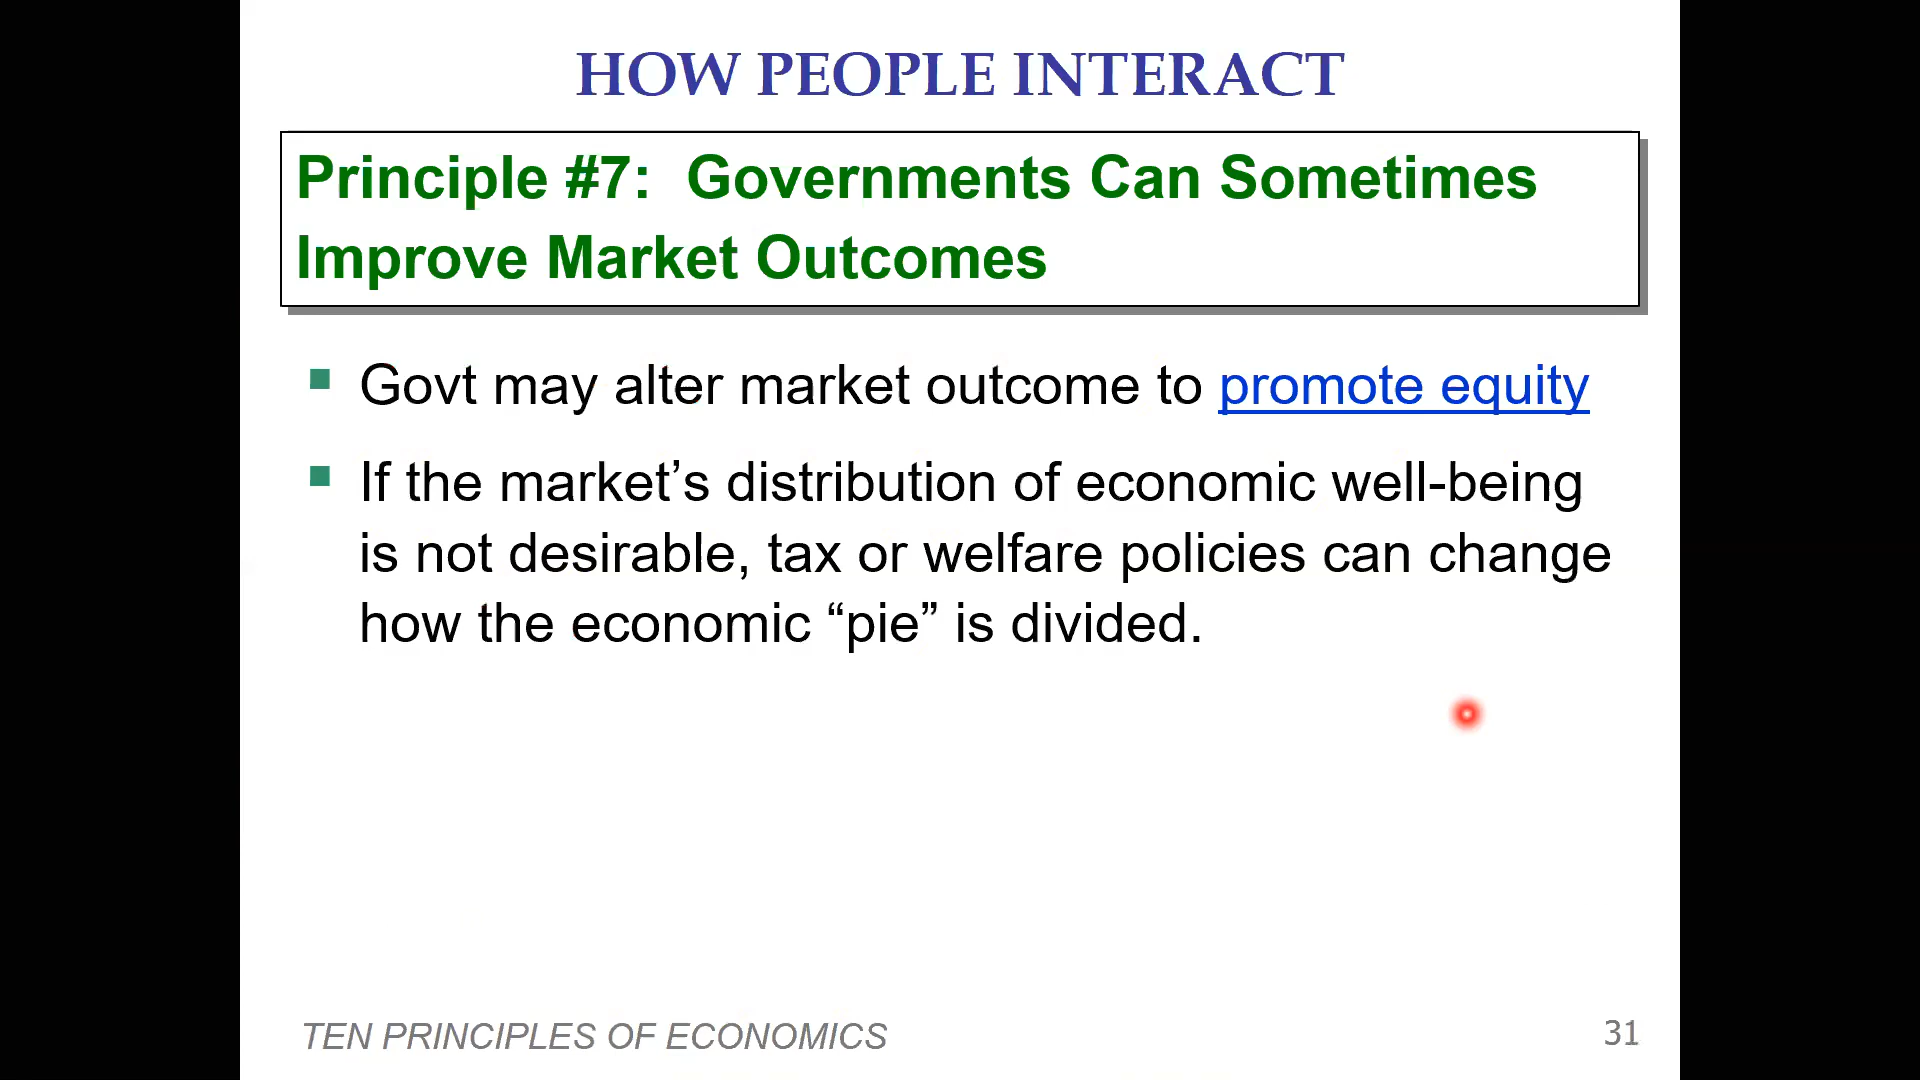 HOW PEOPLE INTERACT
Principle #7:  Governments Can Sometimes
Improve Market Outcomes
Govt may alter market outcome to promote equity
If the market’s distribution of economic well-being
is not desirable, tax or welfare policies can change
how the economic “pie” is divided.
TEN PRINCIPLES OF ECONOMICS
31